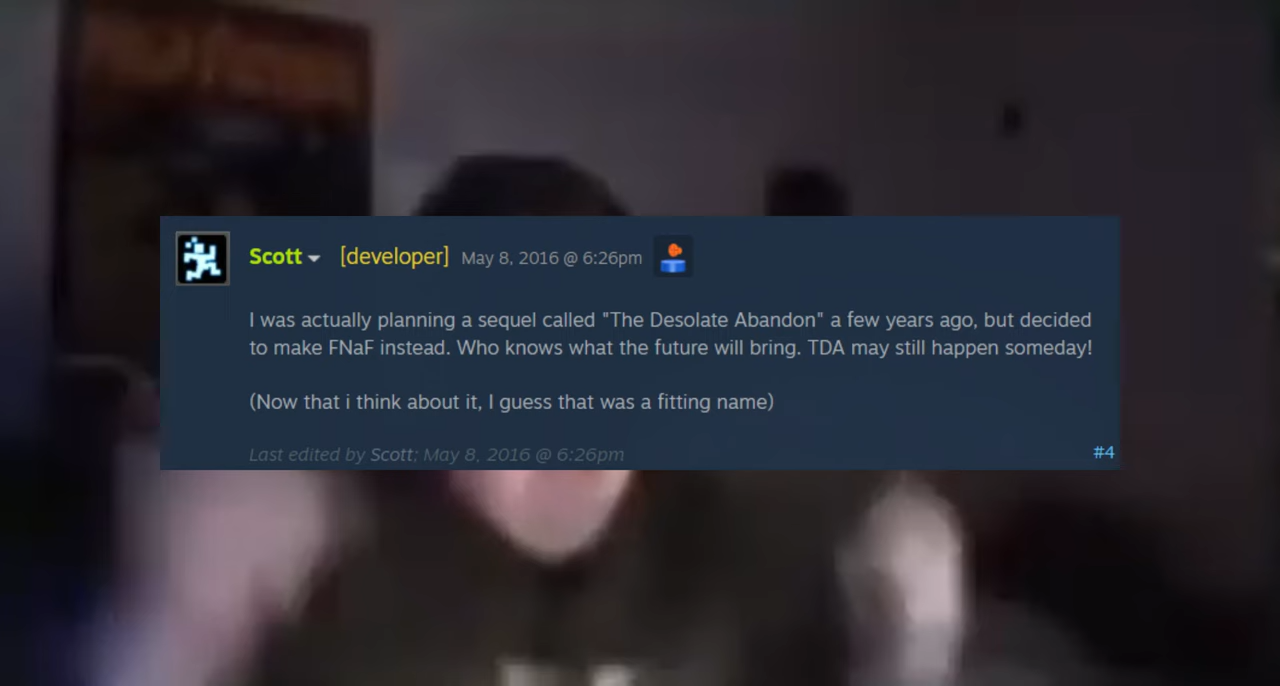 Scott [developer] May 8, 2016 @ 6:26pm
I was actually planning a sequel called "The Desolate Abandon" a few years ago, but decided
to make FNaF instead. Who knows what the future will bring. TDA may still happen someday!
(Now that i think about it, I guess that was a fitting name)
Last edited by Scott; May 8, 2016 @ 6:26pm
#4